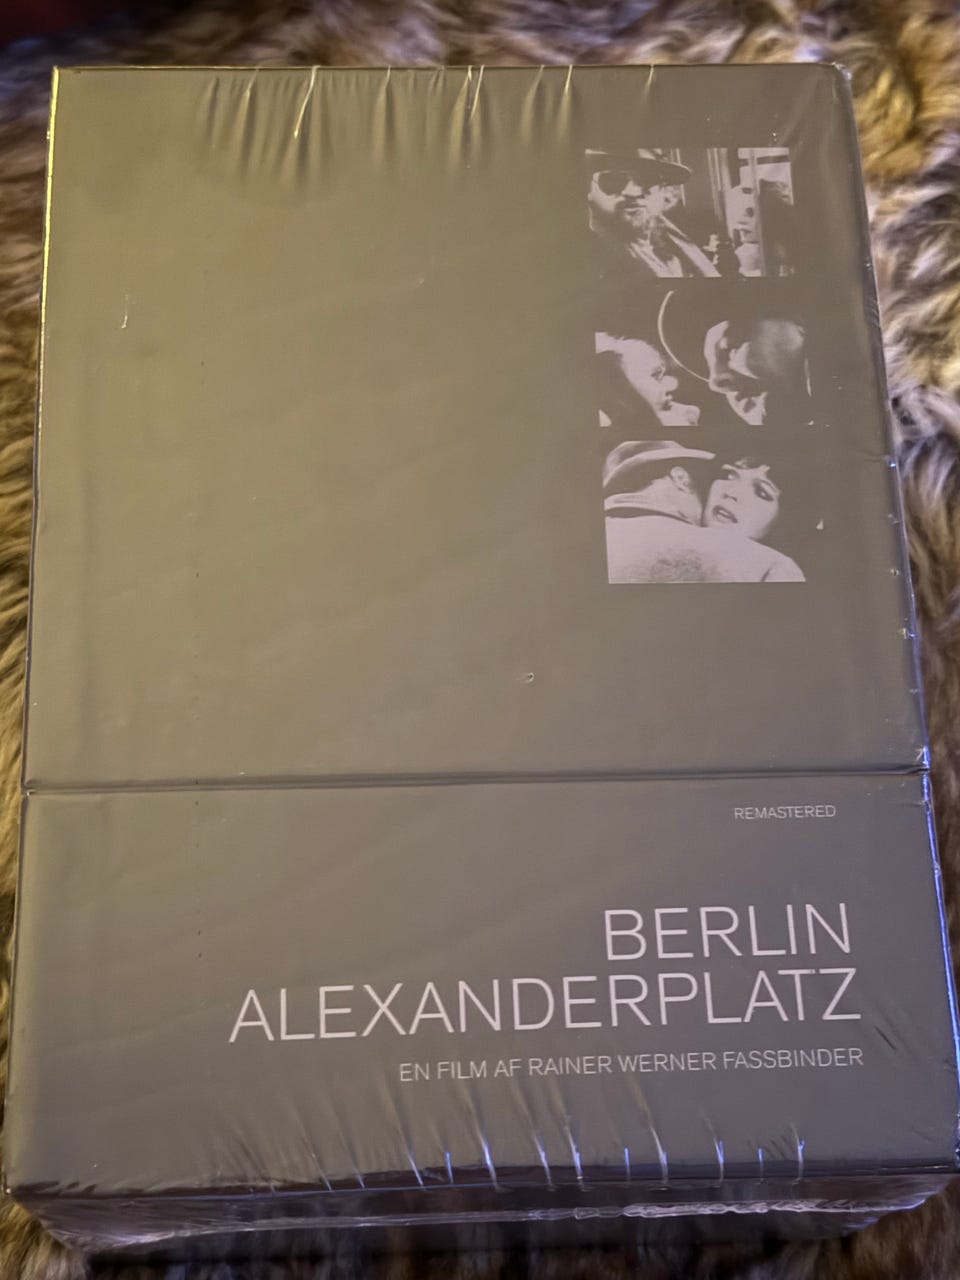 REMASTERED
BERLIN
ALEXANDERPLATZ
EN FILM AF RAINER WERNER FASSBINDER